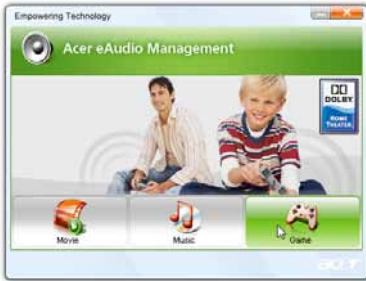 Empowering Technology
Acer eAudio Management
DOLBY
HOME
THEATER
Movie
Music
Game
acer